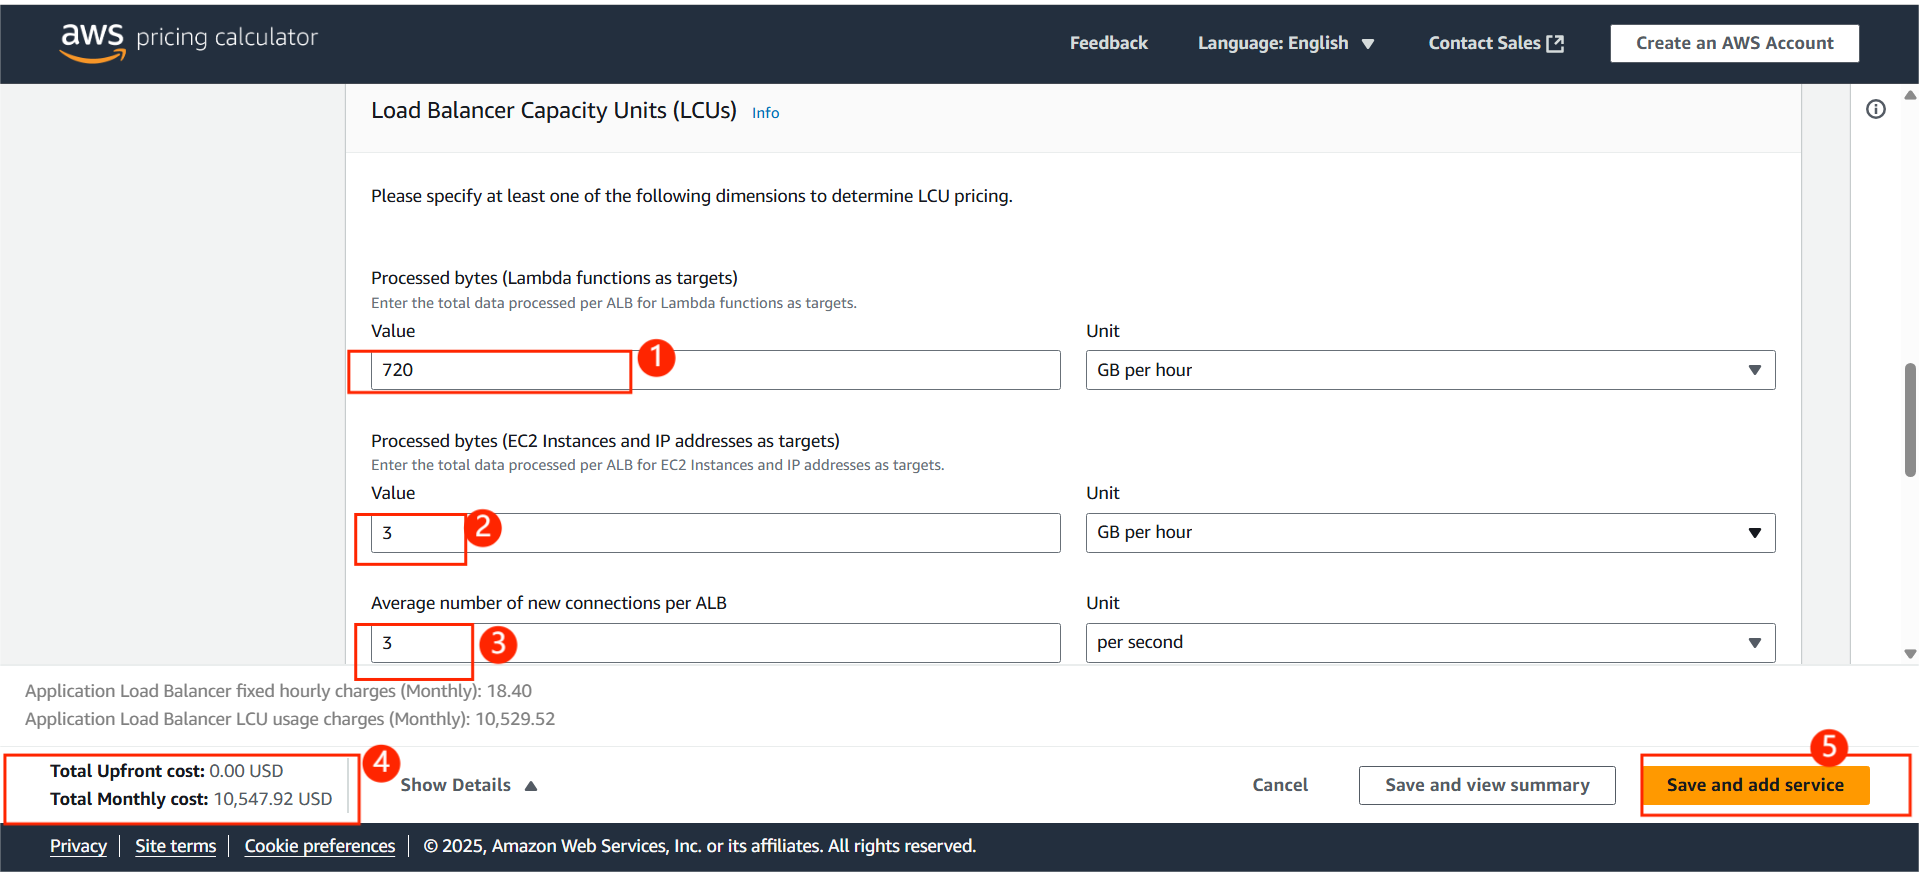 aws pricing calculator
Feedback Language: English Contact Sales Create an AWS Account
Load Balancer Capacity Units (LCUs) Info
Please specify at least one of the following dimensions to determine LCU pricing.
Processed bytes (Lambda functions as targets)
Enter the total data processed per ALB for Lambda functions as targets.
Value Unit
720 1 GB per hour
Processed bytes (EC2 Instances and IP addresses as targets)
Enter the total data processed per ALB for EC2 Instances and IP addresses as targets.
Value Unit
3 2 GB per hour
Average number of new connections per ALB Unit
3 3 per second
Application Load Balancer fixed hourly charges (Monthly): 18.40
Application Load Balancer LCU usage charges (Monthly): 10,529.52
Total Upfront cost: 0.00 USD 4
Total Monthly cost: 10,547.92 USD
Show Details Cancel Save and view summary Save and add service 5
Privacy Site terms Cookie preferences © 2025, Amazon Web Services, Inc. or its affiliates. All rights reserved.